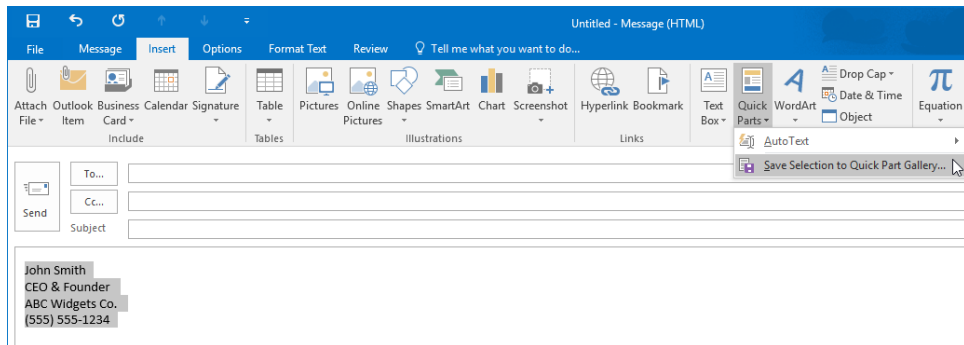 Untitled - Message (HTML)
File Message Insert Options Format Text Review Tell me what you want to do...
Attach File Outlook Item Business Card Calendar Signature Table Pictures Online Pictures Shapes SmartArt Chart Screenshot Hyperlink Bookmark Text Box Quick Parts WordArt Drop Cap Date & Time Object Equation
Include Tables Illustrations Links
AutoText
Save Selection to Quick Part Gallery...
To...
Cc...
Send
Subject
John Smith
CEO & Founder
ABC Widgets Co.
(555) 555-1234